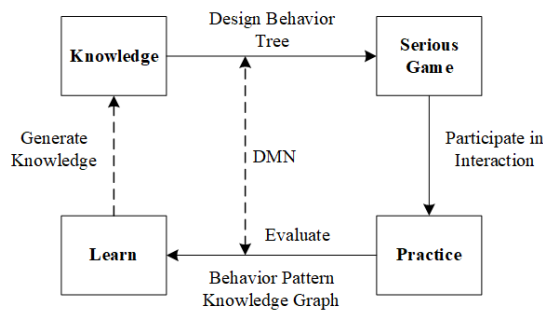 Design Behavior
Tree
Knowledge
Serious
Game
Generate
Knowledge
DMN
Participate in
Interaction
Evaluate
Learn
Practice
Behavior Pattern
Knowledge Graph